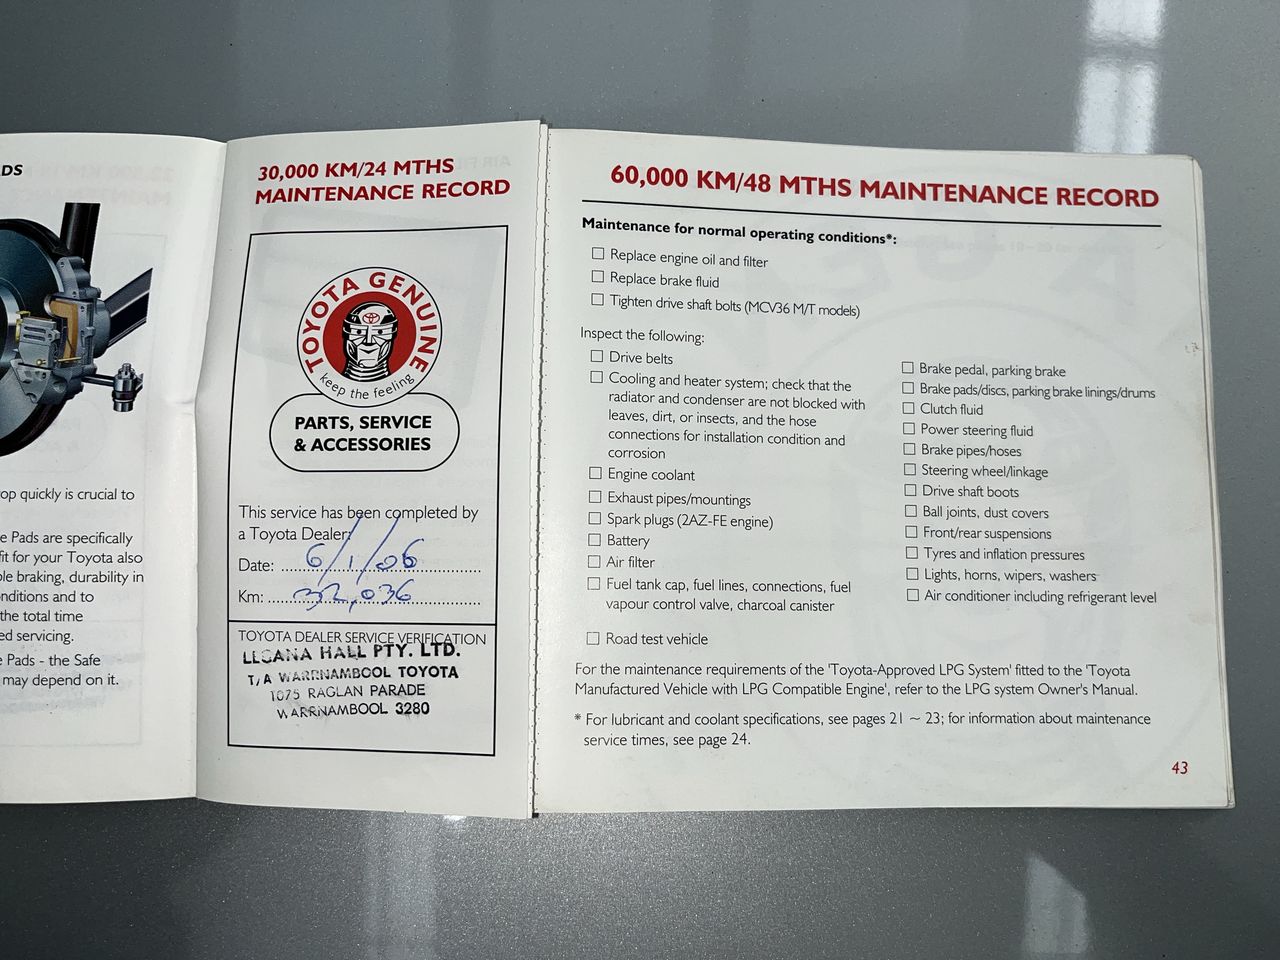 DS
op quickly is crucial to
e Pads are specifically
fit for your Toyota also
le braking, durability in
nditions and to
the total time
ed servicing.
e Pads - the Safe
may depend on it.
30,000 KM/24 MTHS
MAINTENANCE RECORD
TOYOTA GENUINE
keep the feeling
PARTS, SERVICE
& ACCESSORIES
This service has been completed by
a Toyota Dealer:
Date: 6/1/06
Km: 32,036
TOYOTA DEALER SERVICE VERIFICATION
HALL PTY. LTD.
T/A WARRNAMBOOL TOYOTA
1075 RAGLAN PARADE
WARRNAMBOOL 3280
60,000 KM/48 MTHS MAINTENANCE RECORD
Maintenance for normal operating conditions*:
Replace engine oil and filter
Replace brake fluid
Tighten drive shaft bolts (MCV36 M/T models)
Inspect the following:
Drive belts
Cooling and heater system; check that the
radiator and condenser are not blocked with
leaves, dirt, or insects, and the hose
connections for installation condition and
corrosion
Engine coolant
Exhaust pipes/mountings
Spark plugs (2AZ-FE engine)
Battery
Air filter
Fuel tank cap, fuel lines, connections, fuel
vapour control valve, charcoal canister
Road test vehicle
Brake pedal, parking brake
Brake pads/discs, parking brake linings/drums
Clutch fluid
Power steering fluid
Brake pipes/hoses
Steering wheel/linkage
Drive shaft boots
Ball joints, dust covers
Front/rear suspensions
Tyres and inflation pressures
Lights, horns, wipers, washers
Air conditioner including refrigerant level
For the maintenance requirements of the 'Toyota-Approved LPG System' fitted to the 'Toyota
Manufactured Vehicle with LPG Compatible Engine', refer to the LPG system Owner's Manual.
* For lubricant and coolant specifications, see pages 21 ~ 23; for information about maintenance
service times, see page 24.
43